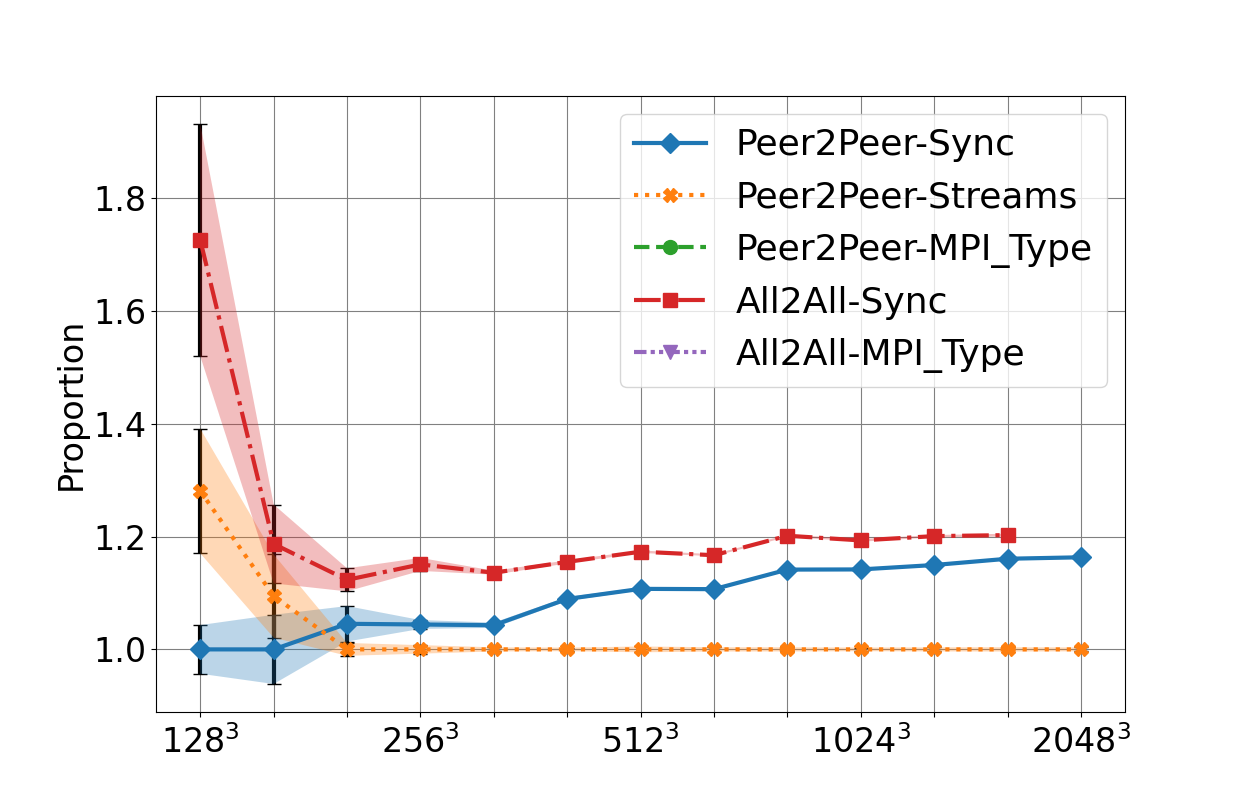 Peer2Peer-Sync
Peer2Peer-Streams
Peer2Peer-MPI_Type
All2All-Sync
All2All-MPI_Type
Proportion
1.8
1.6
1.4
1.2
1.0
128³ 256³ 512³ 1024³ 2048³